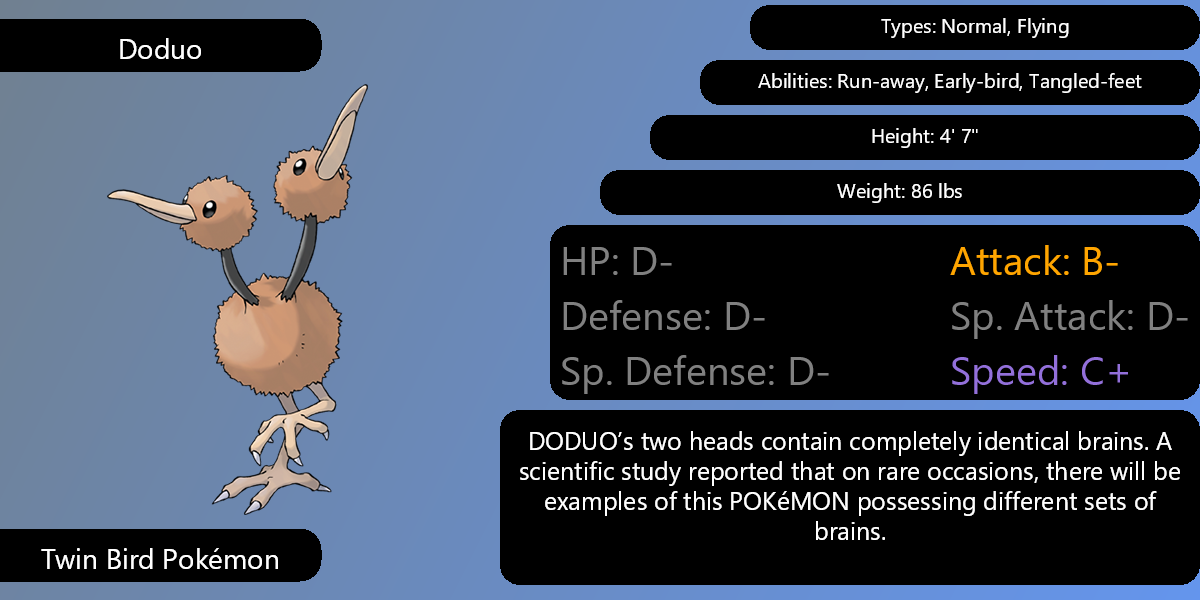 Doduo
Types: Normal, Flying
Abilities: Run-away, Early-bird, Tangled-feet
Height: 4' 7"
Weight: 86 lbs
HP: D-
Attack: B-
Defense: D-
Sp. Attack: D-
Sp. Defense: D-
Speed: C+
DODUO’s two heads contain completely identical brains. A
scientific study reported that on rare occasions, there will be
examples of this POKéMON possessing different sets of
brains.
Twin Bird Pokémon